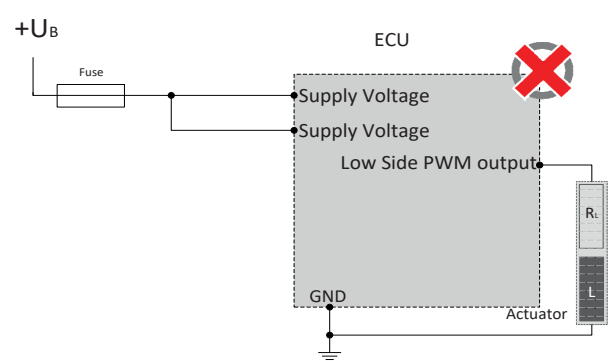 +UB
ECU
Fuse
Supply Voltage
Supply Voltage
Low Side PWM output
RL
L
GND
Actuator